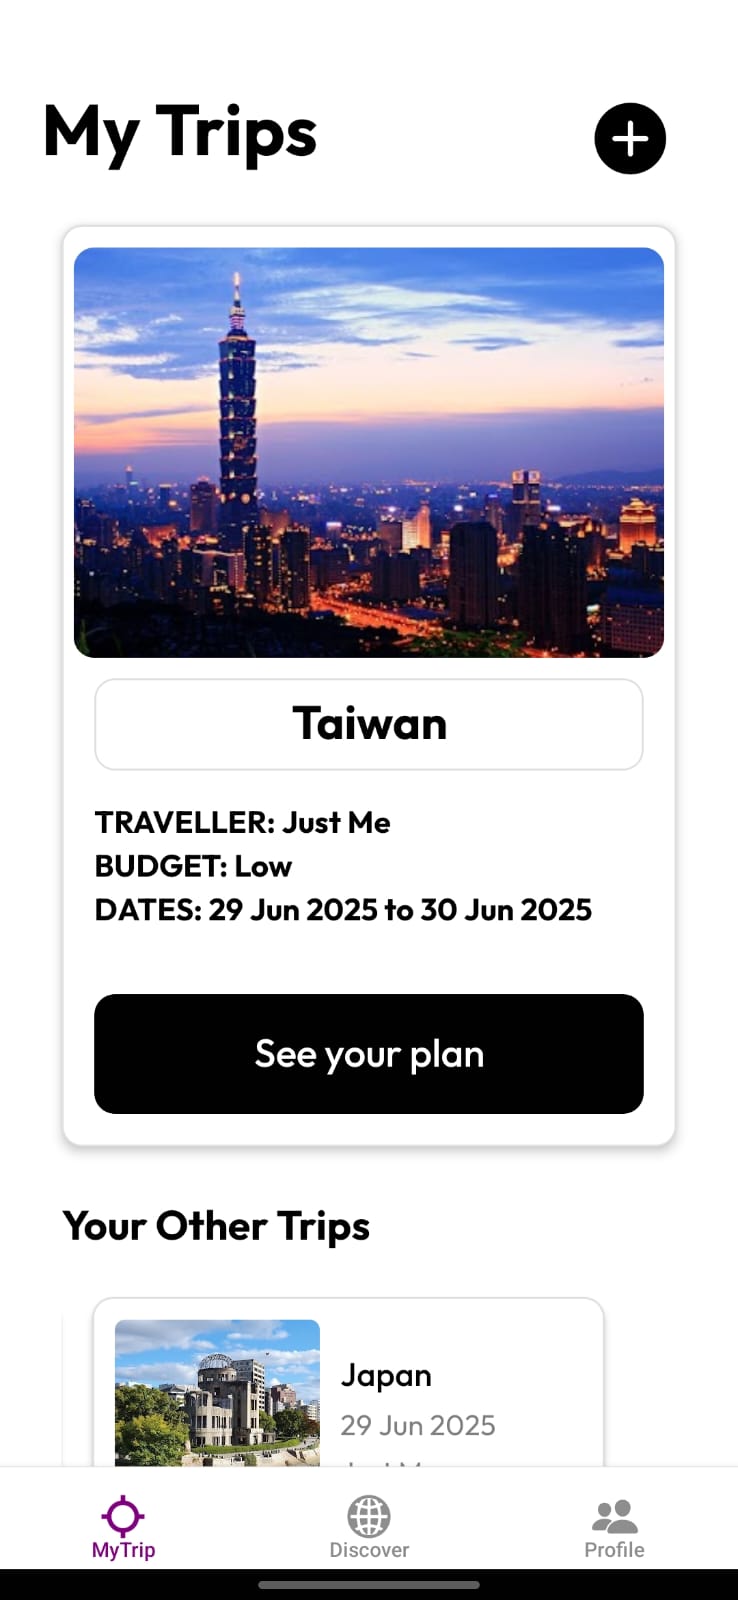 My Trips
Taiwan
TRAVELLER: Just Me
BUDGET: Low
DATES: 29 Jun 2025 to 30 Jun 2025
See your plan
Your Other Trips
Japan
29 Jun 2025
MyTrip
Discover
Profile